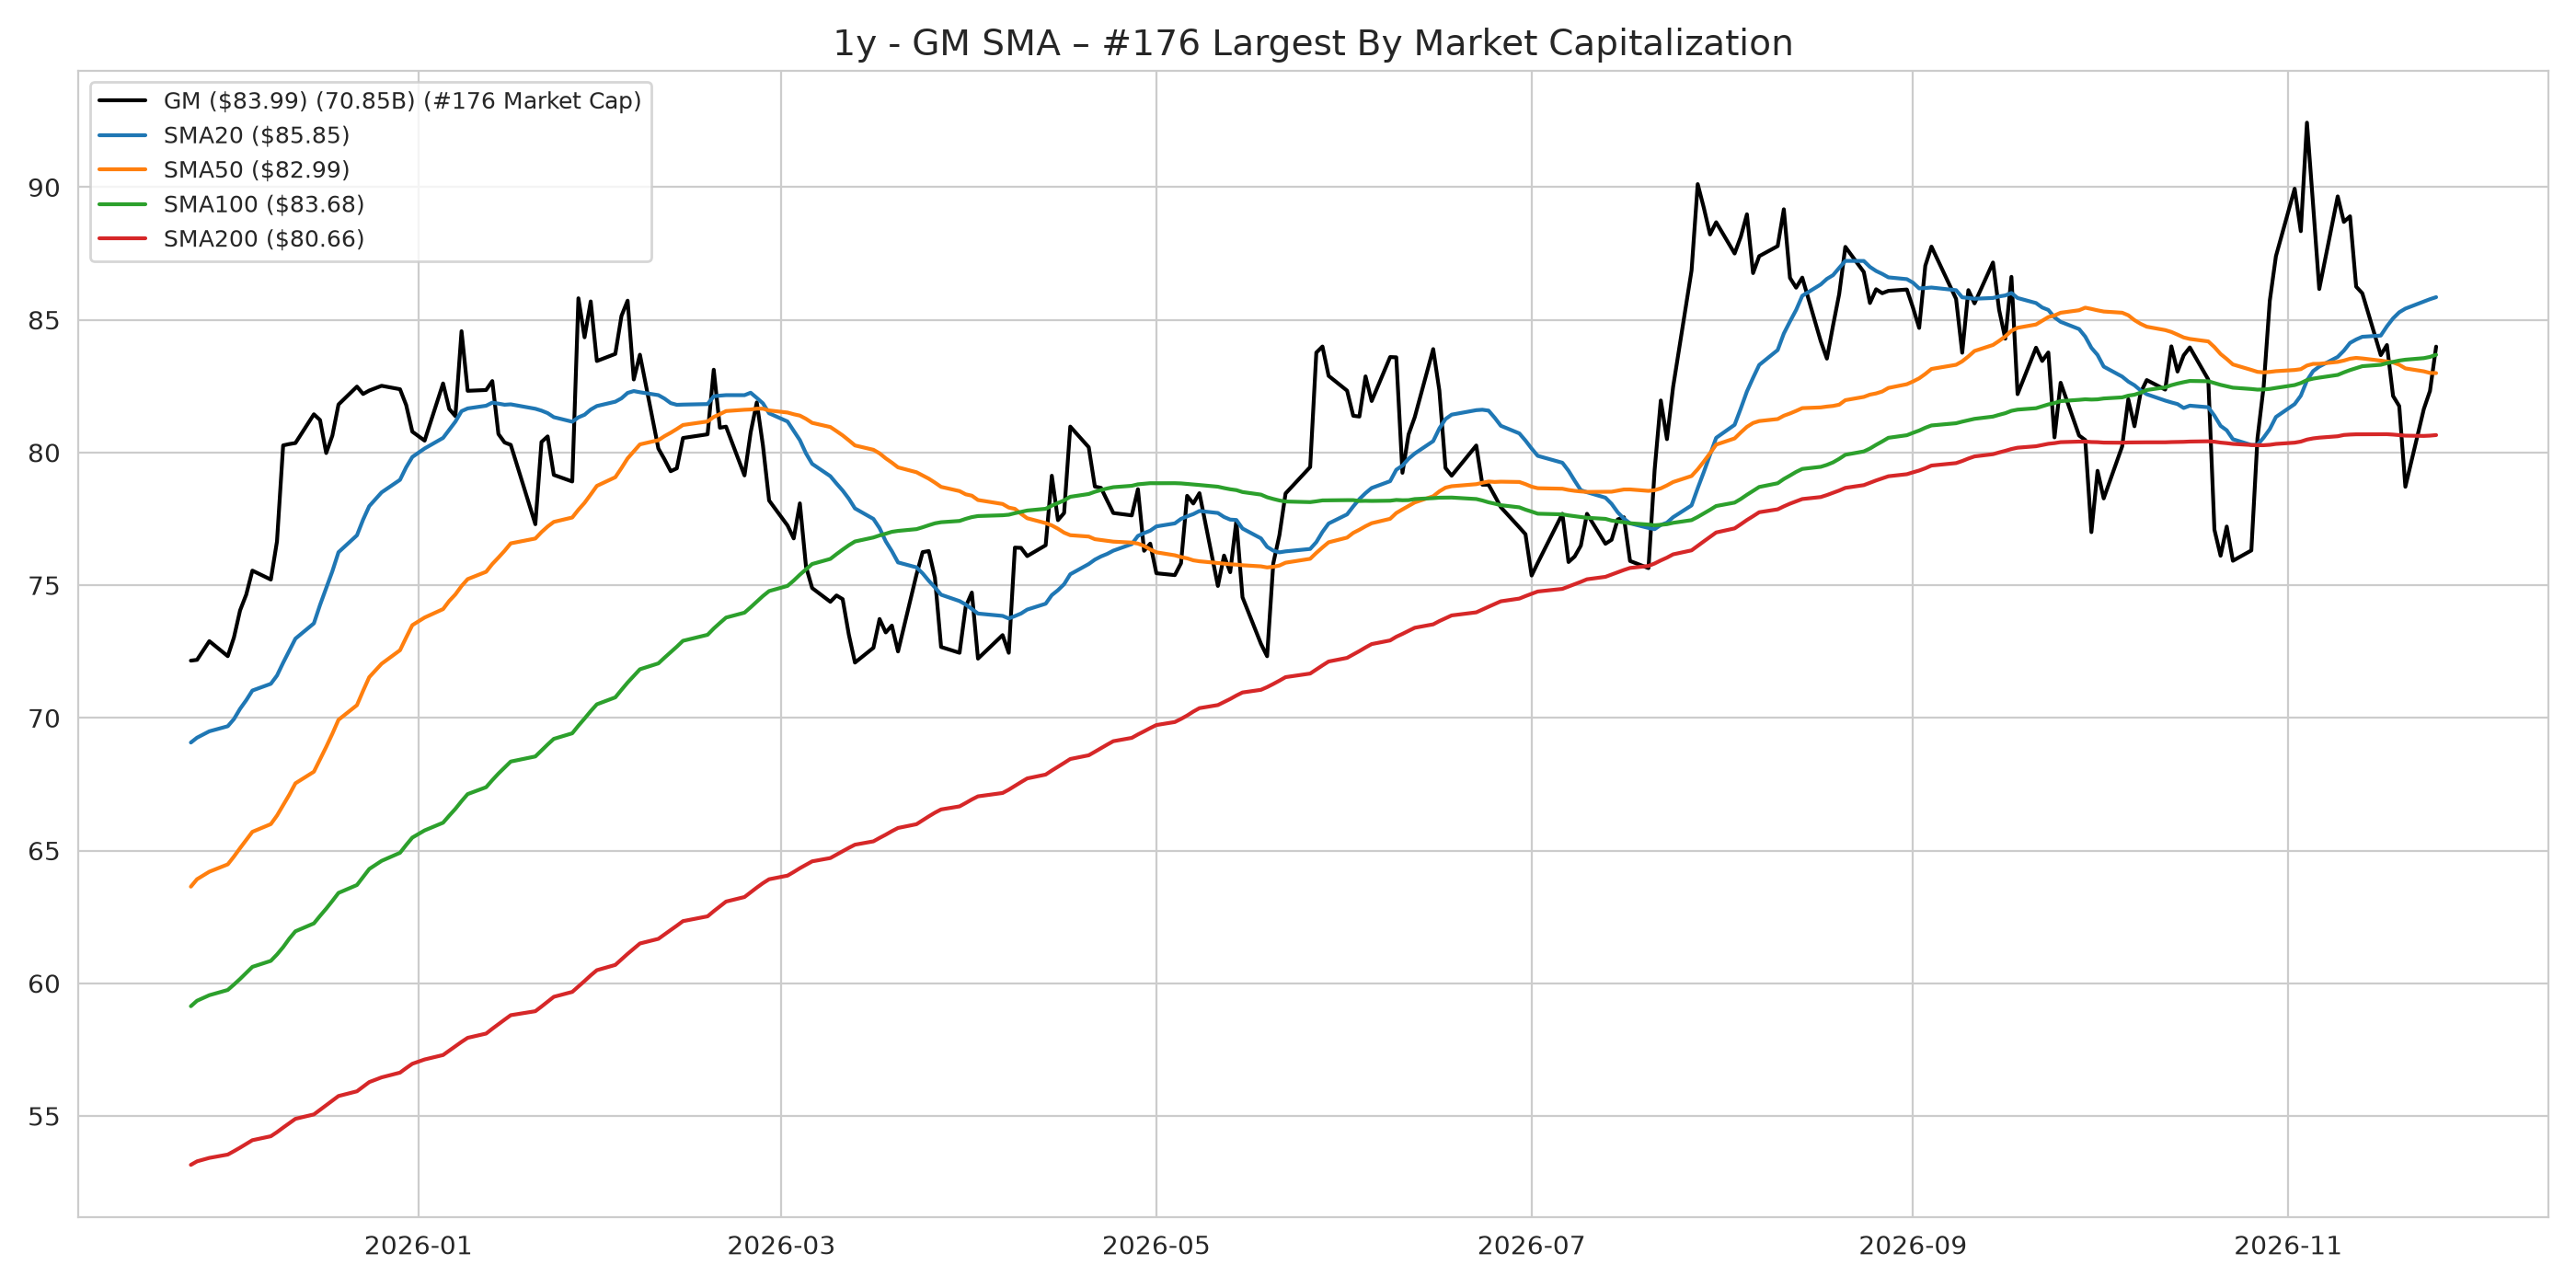 1y - GM SMA – #176 Largest By Market Capitalization
GM ($83.99) (70.85B) (#176 Market Cap)
SMA20 ($85.85)
SMA50 ($82.99)
SMA100 ($83.68)
SMA200 ($80.66)
90
85
80
75
70
65
60
55
2026-01 2026-03 2026-05 2026-07 2026-09 2026-11